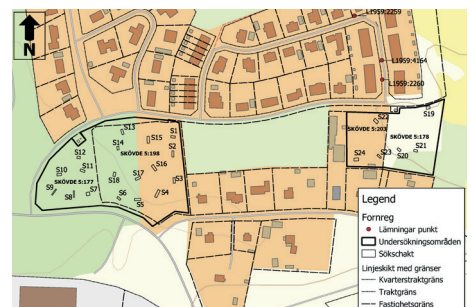 L1959:2259
N
L1959:4164
L1959:2260
S19
S22
SKÖVDE 5:203
SKÖVDE 5:178
S13
S15
S1
S14
S21
S20
S23
S24
S2
S12
SKÖVDE 5:198
S16
S11
S10
S17
S18
S3
SKÖVDE 5:177
S9
S8
S7
S4
S6
S5
Legend
Fornreg
Lämningar punkt
Undersökningsområden
Sökschakt
Linjeskikt med gränser
Kvarterstraktgräns
Traktgräns
Fastighetsgräns